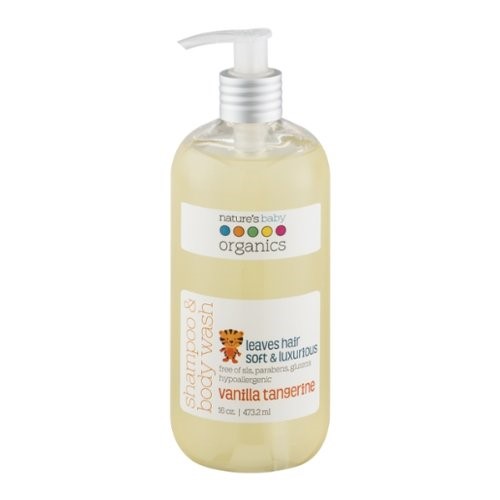 nature's baby
organics
shampoo &
body wash
leaves hair
soft & luxurious
free of sls, parabens, glutens
hypoallergenic
vanilla tangerine
16 oz. | 473.2 ml